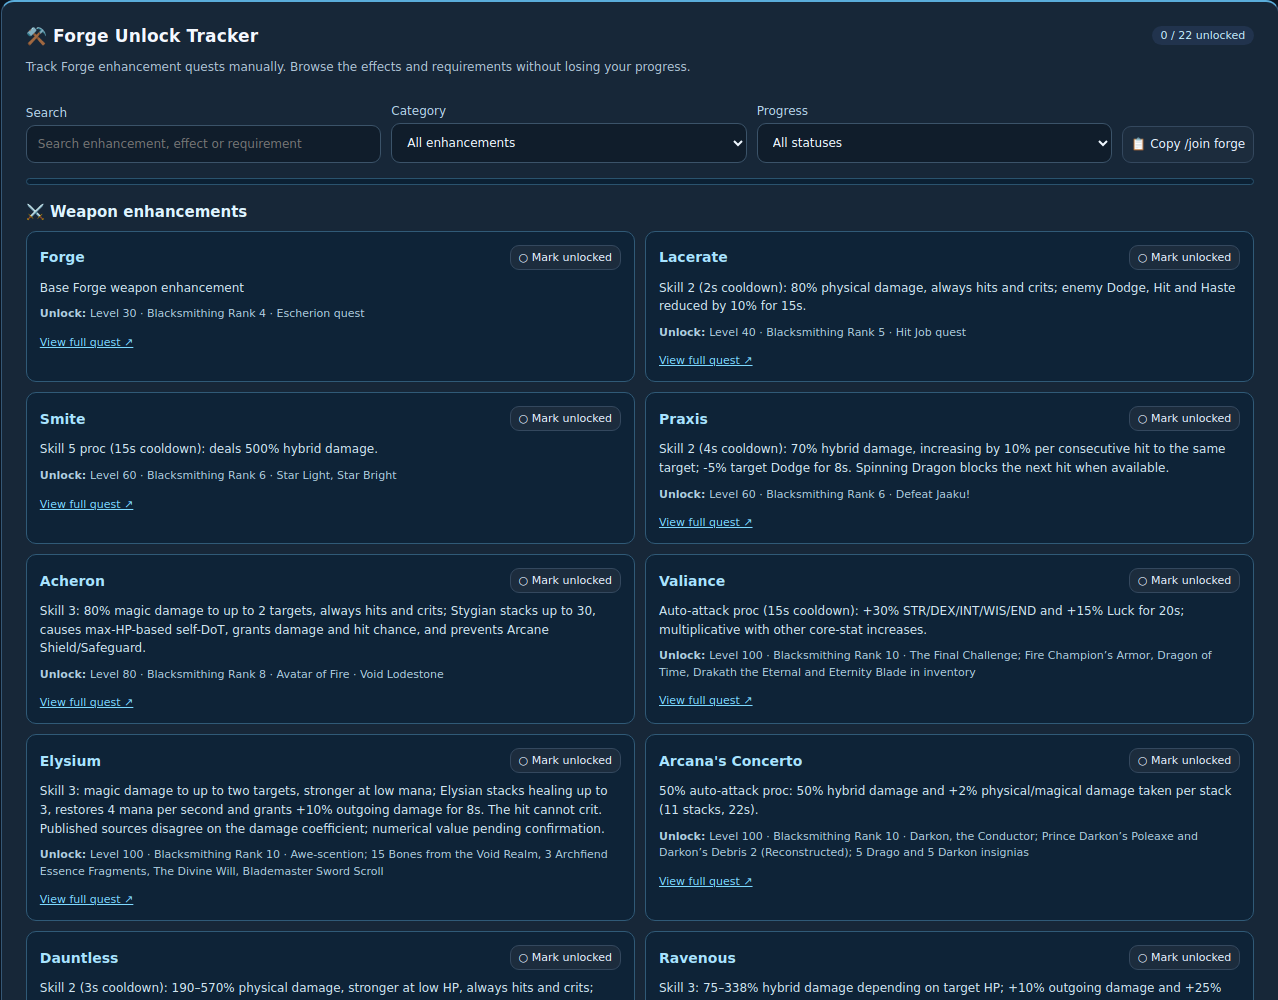 ⚒️ Forge Unlock Tracker
0 / 22 unlocked
Track Forge enhancement quests manually. Browse the effects and requirements without losing your progress.
Search
Category
Progress
Search enhancement, effect or requirement
All enhancements
All statuses
📋 Copy /join forge
⚔️ Weapon enhancements
Forge
○ Mark unlocked
Base Forge weapon enhancement
Unlock: Level 30 · Blacksmithing Rank 4 · Escherion quest
View full quest ↗
Lacerate
○ Mark unlocked
Skill 2 (2s cooldown): 80% physical damage, always hits and crits; enemy Dodge, Hit and Haste
reduced by 10% for 15s.
Unlock: Level 40 · Blacksmithing Rank 5 · Hit Job quest
View full quest ↗
Smite
○ Mark unlocked
Skill 5 proc (15s cooldown): deals 500% hybrid damage.
Unlock: Level 60 · Blacksmithing Rank 6 · Star Light, Star Bright
View full quest ↗
Praxis
○ Mark unlocked
Skill 2 (4s cooldown): 70% hybrid damage, increasing by 10% per consecutive hit to the same
target; -5% target Dodge for 8s. Spinning Dragon blocks the next hit when available.
Unlock: Level 60 · Blacksmithing Rank 6 · Defeat Jaaku!
View full quest ↗
Acheron
○ Mark unlocked
Skill 3: 80% magic damage to up to 2 targets, always hits and crits; Stygian stacks up to 30,
causes max-HP-based self-DoT, grants damage and hit chance, and prevents Arcane
Shield/Safeguard.
Unlock: Level 80 · Blacksmithing Rank 8 · Avatar of Fire · Void Lodestone
View full quest ↗
Valiance
○ Mark unlocked
Auto-attack proc (15s cooldown): +30% STR/DEX/INT/WIS/END and +15% Luck for 20s;
multiplicative with other core-stat increases.
Unlock: Level 100 · Blacksmithing Rank 10 · The Final Challenge; Fire Champion’s Armor, Dragon of
Time, Drakath the Eternal and Eternity Blade in inventory
View full quest ↗
Elysium
○ Mark unlocked
Skill 3: magic damage to up to two targets, stronger at low mana; Elysian stacks healing up to
3, restores 4 mana per second and grants +10% outgoing damage for 8s. The hit cannot crit.
Published sources disagree on the damage coefficient; numerical value pending confirmation.
Unlock: Level 100 · Blacksmithing Rank 10 · Awe-scention; 15 Bones from the Void Realm, 3 Archfiend
Essence Fragments, The Divine Will, Blademaster Sword Scroll
View full quest ↗
Arcana's Concerto
○ Mark unlocked
50% auto-attack proc: 50% hybrid damage and +2% physical/magical damage taken per stack
(11 stacks, 22s).
Unlock: Level 100 · Blacksmithing Rank 10 · Darkon, the Conductor; Prince Darkon’s Poleaxe and
Darkon’s Debris 2 (Reconstructed); 5 Drago and 5 Darkon insignias
View full quest ↗
Dauntless
○ Mark unlocked
Skill 2 (3s cooldown): 190–570% physical damage, stronger at low HP, always hits and crits;
Ravenous
○ Mark unlocked
Skill 3: 75–338% hybrid damage depending on target HP; +10% outgoing damage and +25%